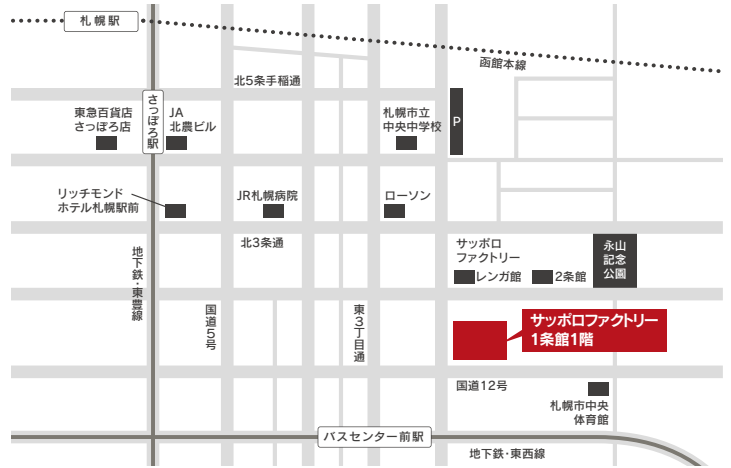 札幌駅
函館本線
北5条手稲通
東急百貨店
さっぽろ店
さっぽろ駅
JA
北農ビル
札幌市立
中央中学校
P
リッチモンド
ホテル札幌駅前
JR札幌病院
ローソン
北3条通
サッポロ
ファクトリー
レンガ館
2条館
永山
記念
公園
地下鉄・東豊線
国道5号
東3丁目通
サッポロファクトリー
1条館1階
国道12号
札幌市中央
体育館
バスセンター前駅
地下鉄・東西線